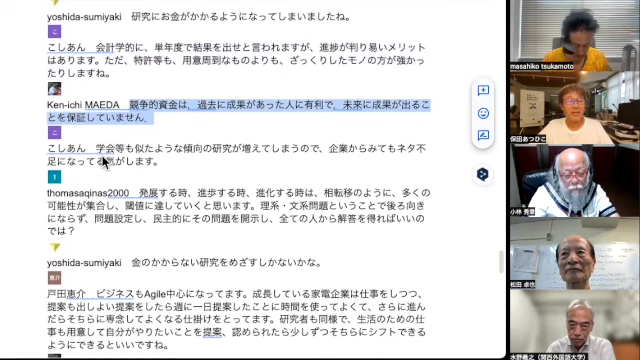 yoshida-sumiyaki 研究にお金がかかるようになってしまいましたね。
こ
こしあん 会計学的に、単年度で結果を出せと言われますが、進捗が判り易いメリット
はあります。ただ、特許等も、用意周到なものよりも、ざっくりしたモノの方が強かっ
たりしますね。
Ken-ichi MAEDA 競争的資金は，過去に成果があった人に有利で，未来に成果が出るこ
とを保証していません．
こ
こしあん 学会等も似たような傾向の研究が増えてしまうので、企業からみてもネタ不
足になってる気がします。
t
thomasaqinas2000 発展する時、進歩する時、進化する時は、相転移のように、多くの
可能性が集合し、閾値に達していくと思います。理系・文系問題ということで後ろ向き
にならず、問題設定し、民主的にその問題を開示し、全ての人から解答を得ればいいの
では？
yoshida-sumiyaki 金のかからない研究をめざすしかないかな。
恵介
戸田恵介 ビジネスもAgile中心になってます。成長している家電企業は仕事をしつつ、
提案も出しよい提案をしたら週に一日提案したことに時間を使ってよくて、さらに進ん
だらそちらに専念してよくなる仕掛けをとってます。研究者も同様で、生活のための仕
事も用意して自分がやりたいことを提案、認められたら少しずつそちらにシフトできる
ようにできるといいですね。
masahiko tsukamoto
保田あつひこ
小林 秀章
松田 卓也
水野義之（関西外国語大学）